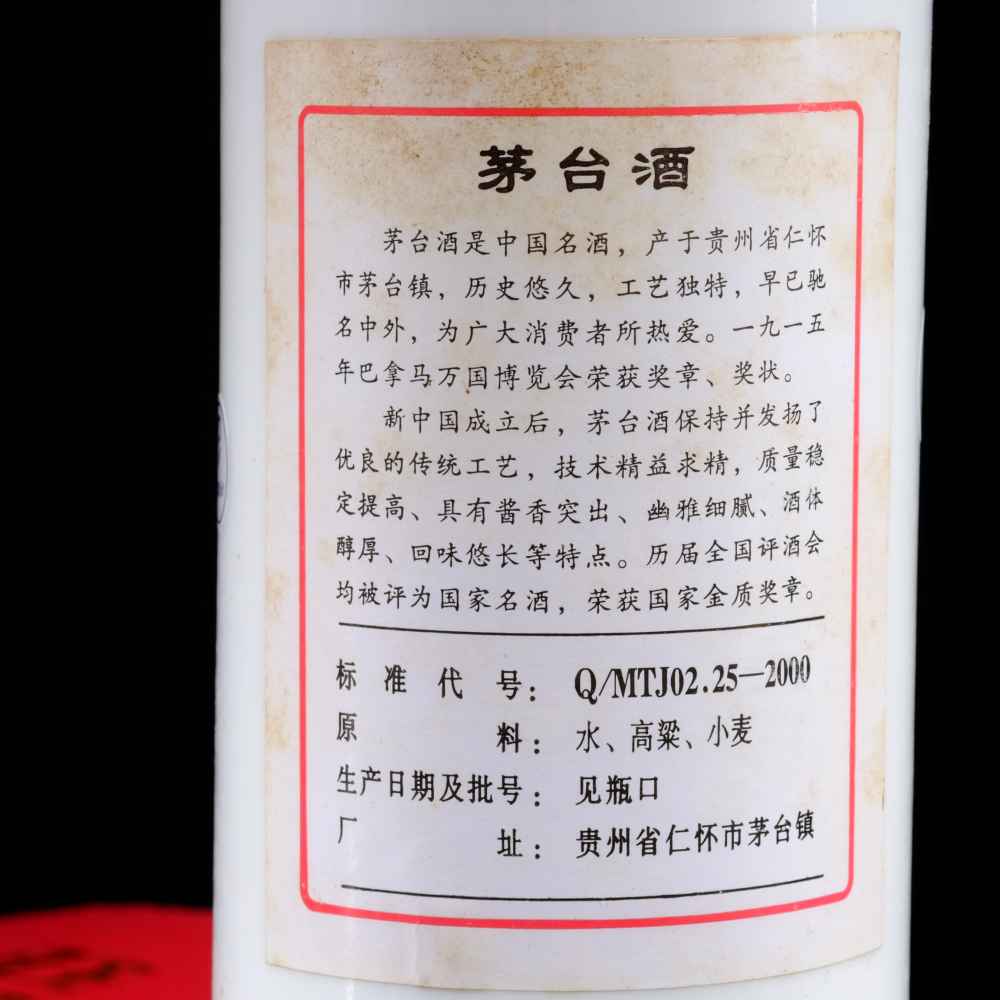 茅台酒
茅台酒是中国名酒，产于贵州省仁怀
市茅台镇，历史悠久，工艺独特，早已驰
名中外，为广大消费者所热爱。一九一五
年巴拿马万国博览会荣获奖章、奖状。
新中国成立后，茅台酒保持并发扬了
优良的传统工艺，技术精益求精，质量稳
定提高、具有酱香突出、幽雅细腻、酒体
醇厚、回味悠长等特点。历届全国评酒会
均被评为国家名酒，荣获国家金质奖章。
标准代号：Q/MTJ02.25—2000
原料：水、高粱、小麦
生产日期及批号：见瓶口
厂址：贵州省仁怀市茅台镇